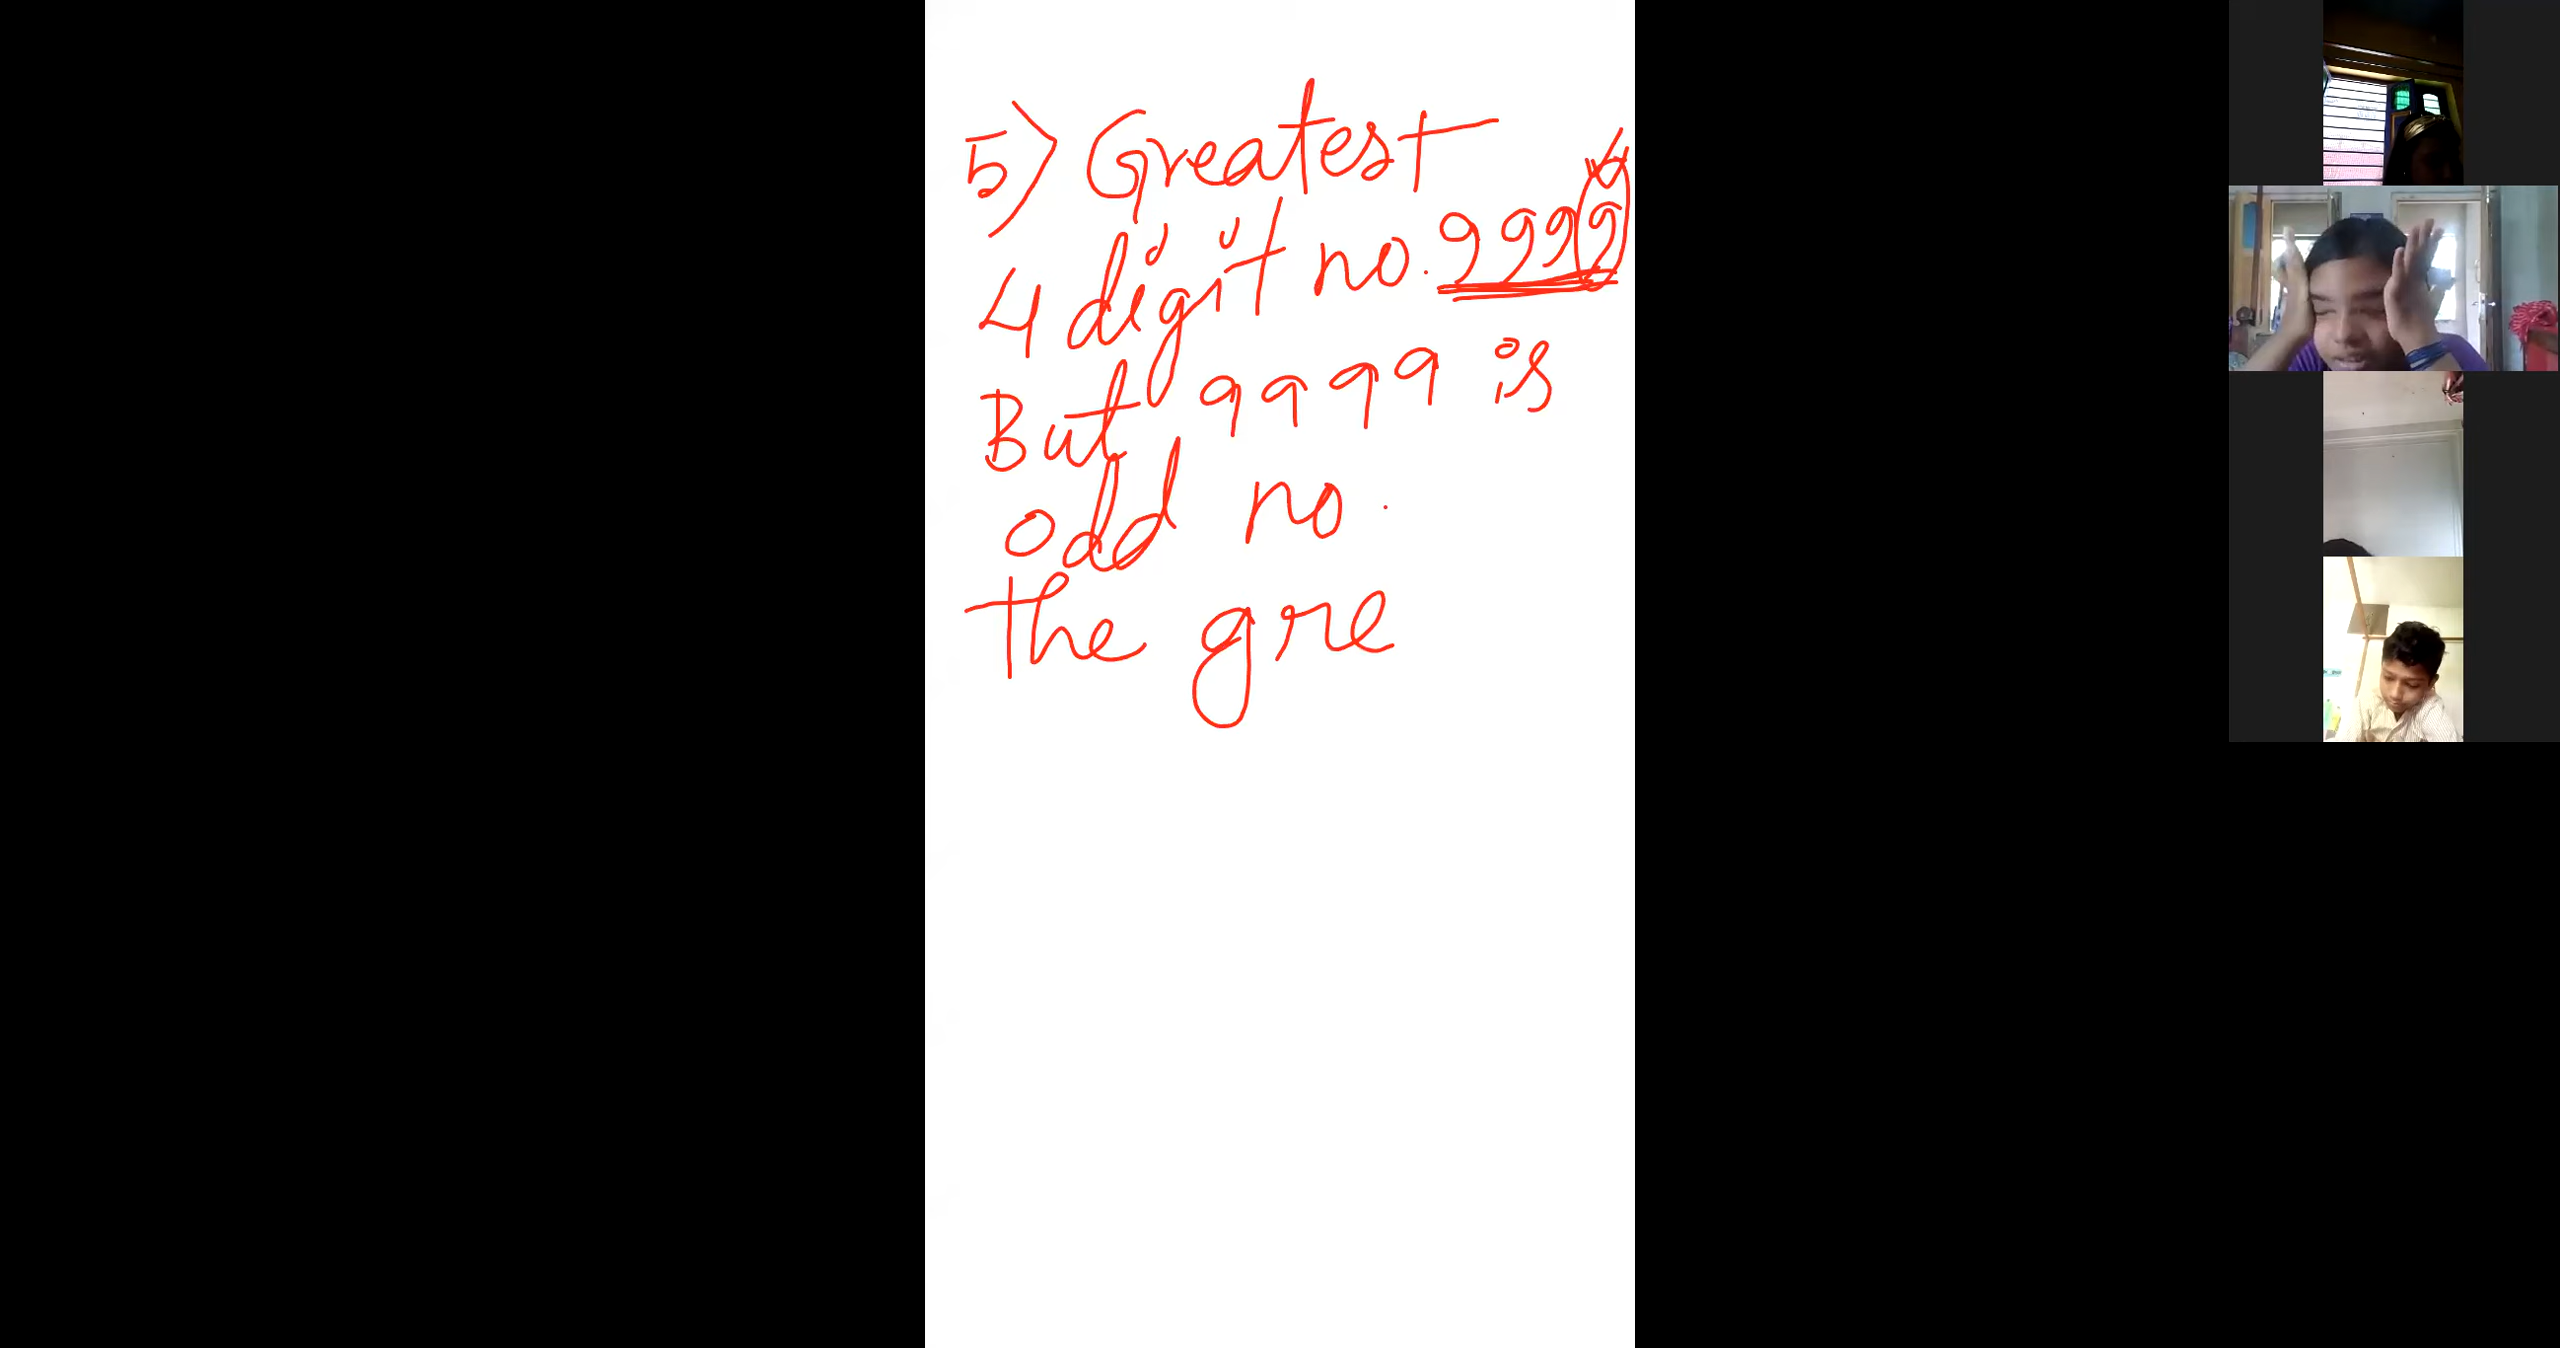 5) Greatest
4 digit no. 9999
But 9999 is
odd no.
The gre